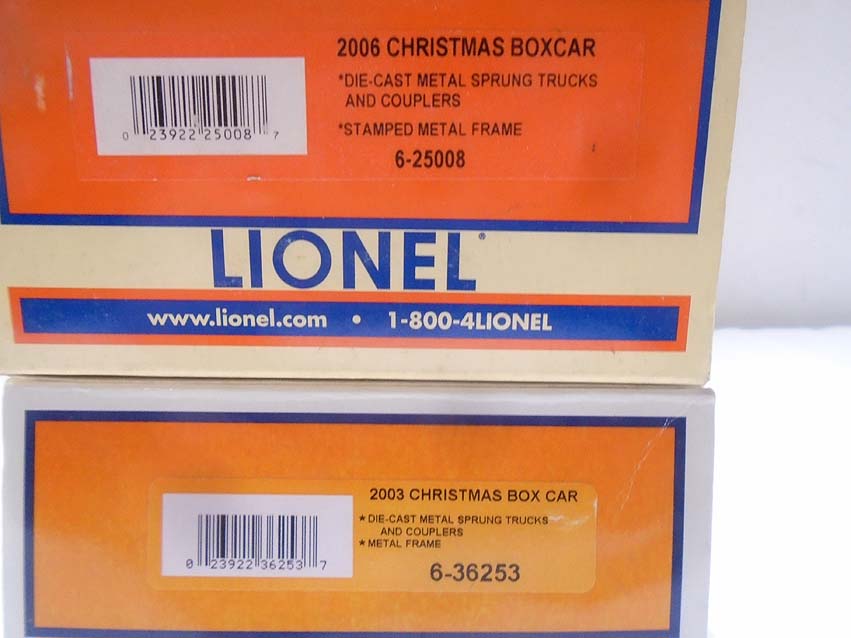 2006 CHRISTMAS BOXCAR
*DIE-CAST METAL SPRUNG TRUCKS
AND COUPLERS
*STAMPED METAL FRAME
6-25008
0 23922 25008 7
LIONEL®
www.lionel.com • 1-800-4LIONEL
2003 CHRISTMAS BOX CAR
*DIE-CAST METAL SPRUNG TRUCKS
AND COUPLERS
*METAL FRAME
6-36253
0 23922 36253 7